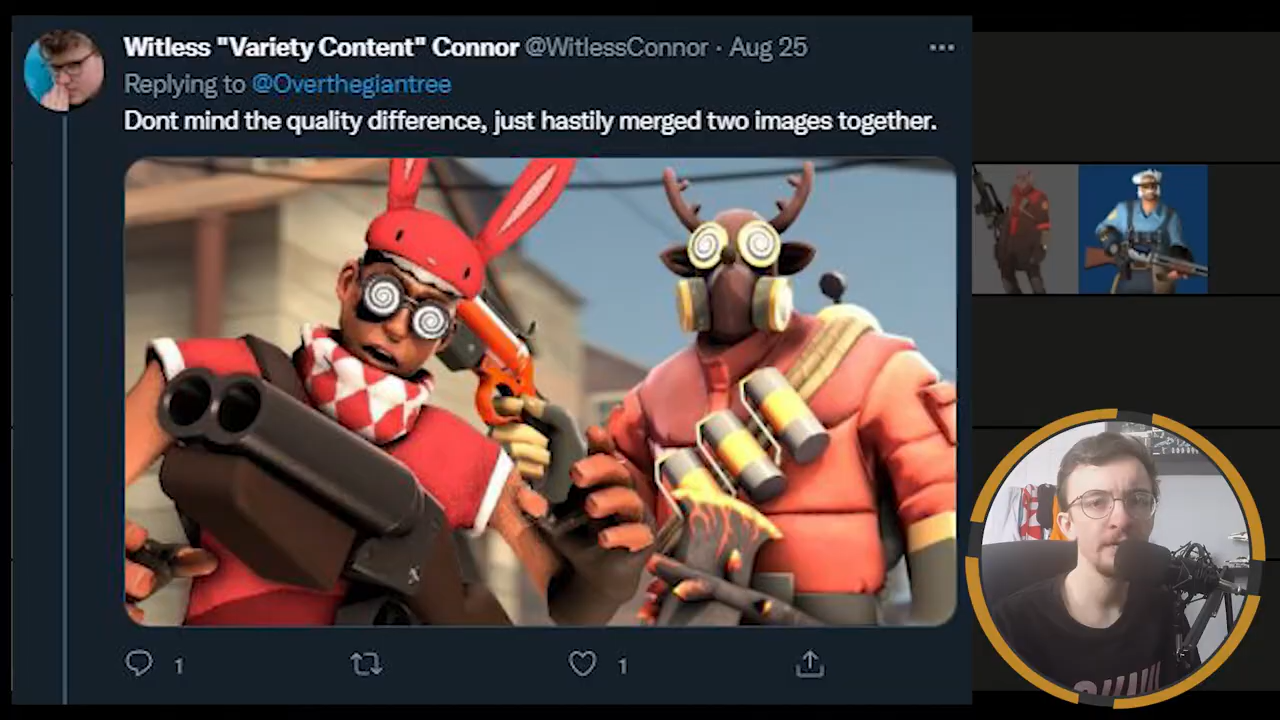 Witless "Variety Content" Connor @WitlessConnor · Aug 25
Replying to @Overthegiantree
Dont mind the quality difference, just hastily merged two images together.
1
1